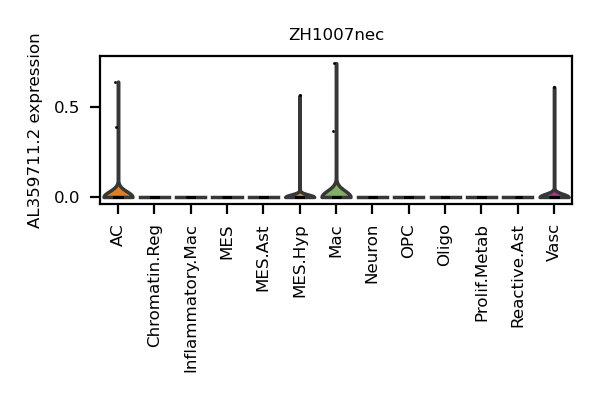 ZH1007nec
AL359711.2 expression
0.5
0.0
AC
Chromatin.Reg
Inflammatory.Mac
MES
MES.Ast
MES.Hyp
Mac
Neuron
OPC
Oligo
Prolif.Metab
Reactive.Ast
Vasc